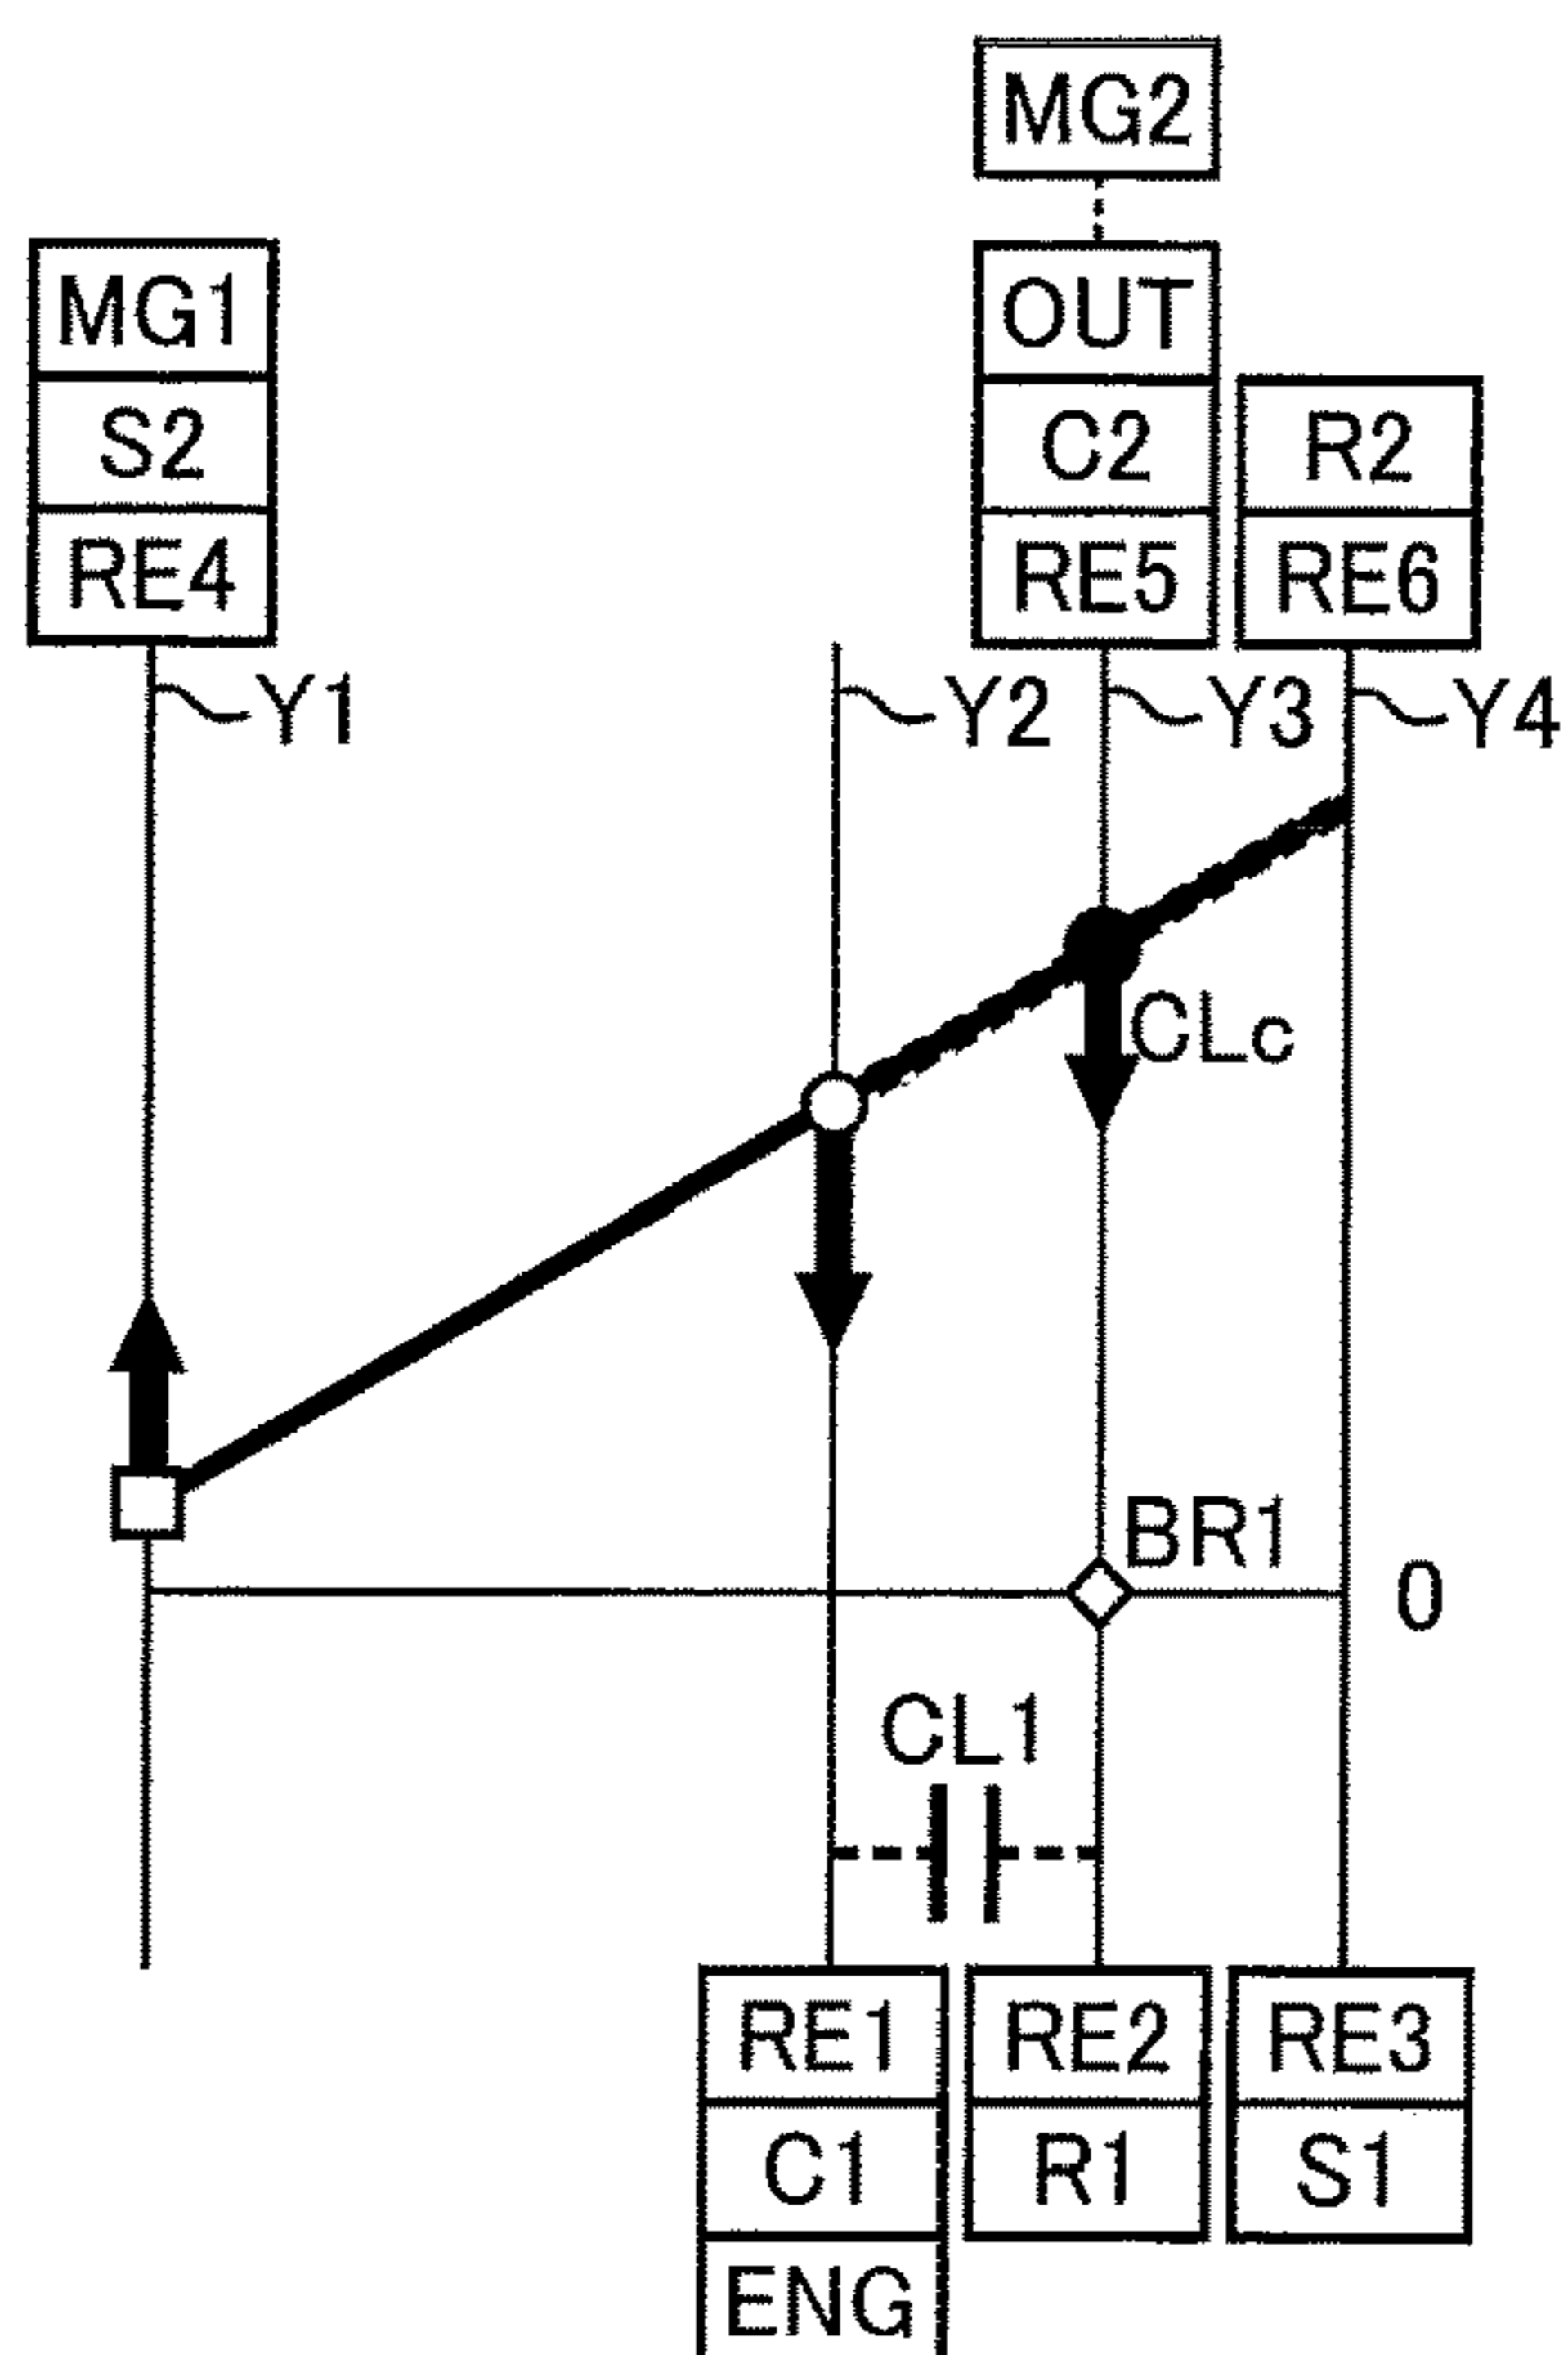 MG2
MG1
OUT
S2
C2
R2
RE4
RE5
RE6
Y1
Y2
Y3
Y4
CLc
BR1
0
CL1
RE1
RE2
RE3
C1
R1
S1
ENG